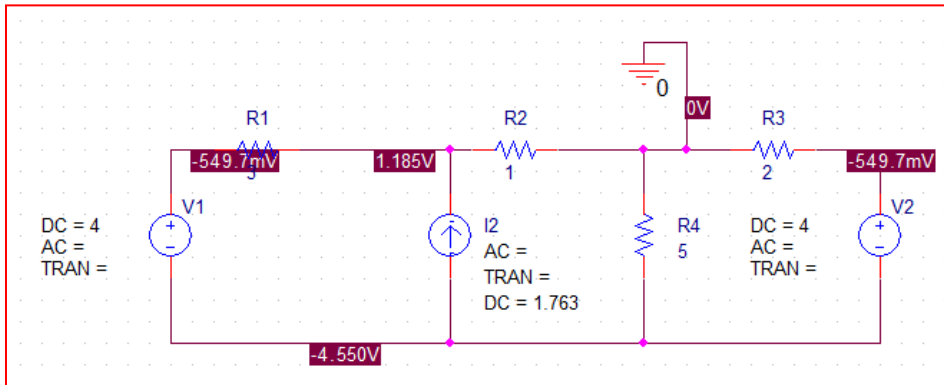 0
0V
R1
R2
R3
-549.7mV
1.185V
-549.7mV
3
1
2
V1
DC = 4
AC =
TRAN =
I2
AC =
TRAN =
DC = 1.763
R4
5
DC = 4
AC =
TRAN =
V2
-4.550V